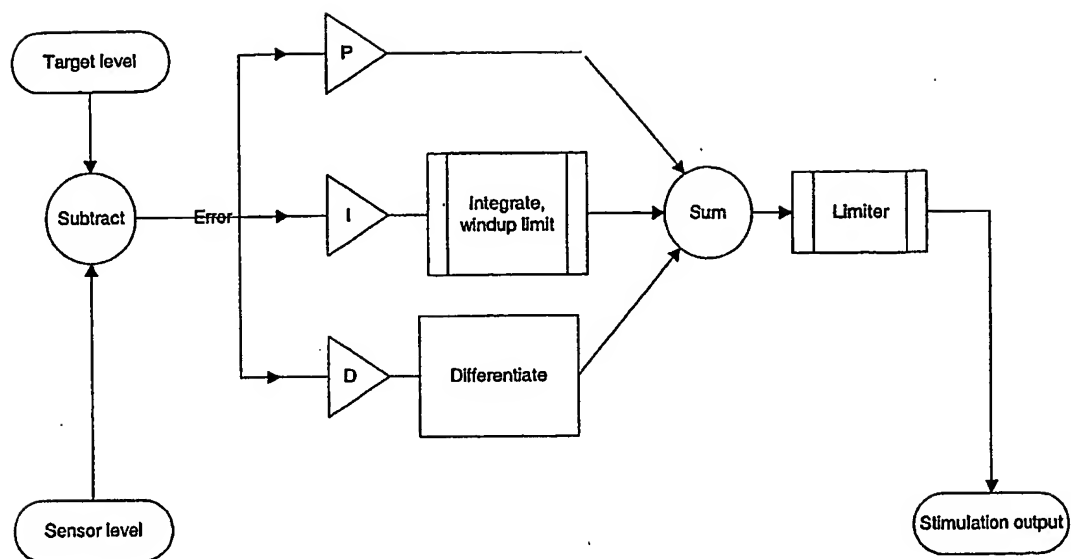 Target level
P
Subtract
Error
I
Integrate,
windup limit
Sum
Limiter
D
Differentiate
Sensor level
Stimulation output